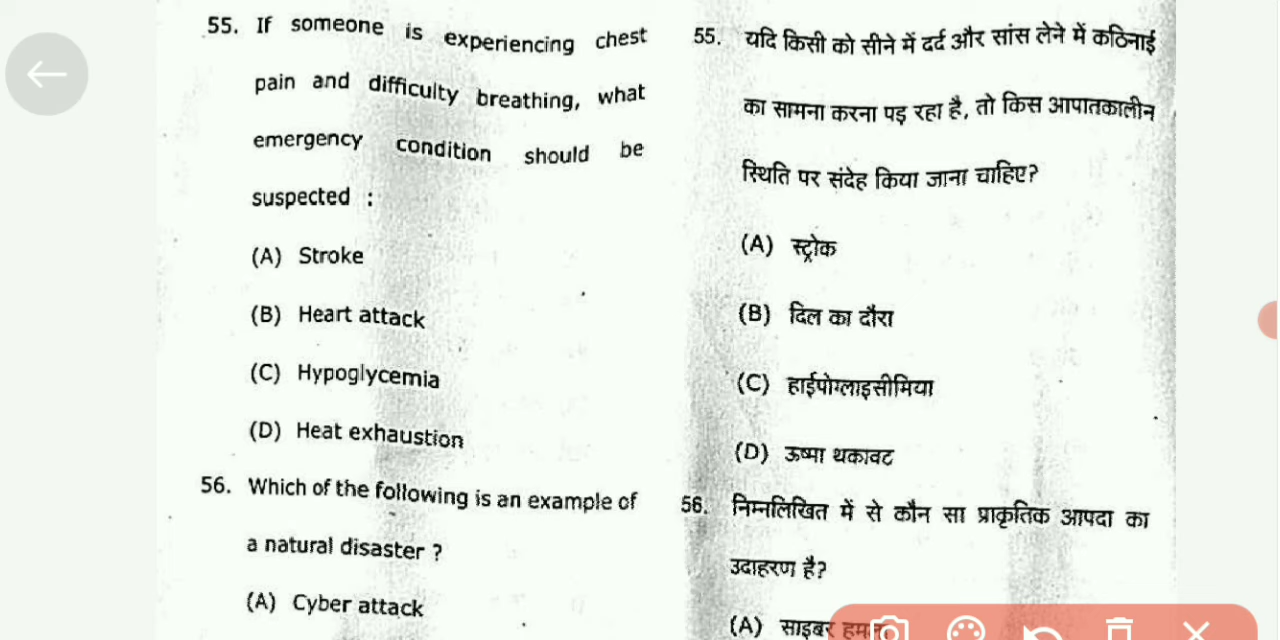 55. If someone is experiencing chest
pain and difficulty breathing, what
emergency condition should be
suspected :
(A) Stroke
(B) Heart attack
(C) Hypoglycemia
(D) Heat exhaustion
56. Which of the following is an example of
a natural disaster ?
(A) Cyber attack
55. यदि किसी को सीने में दर्द और सांस लेने में कठिनाई
का सामना करना पड़ रहा है, तो किस आपातकालीन
स्थिति पर संदेह किया जाना चाहिए?
(A) स्ट्रोक
(B) दिल का दौरा
(C) हाईपोग्लाइसीमिया
(D) ऊष्मा थकावट
56. निम्नलिखित में से कौन सा प्राकृतिक आपदा का
उदाहरण है?
(A) साइबर